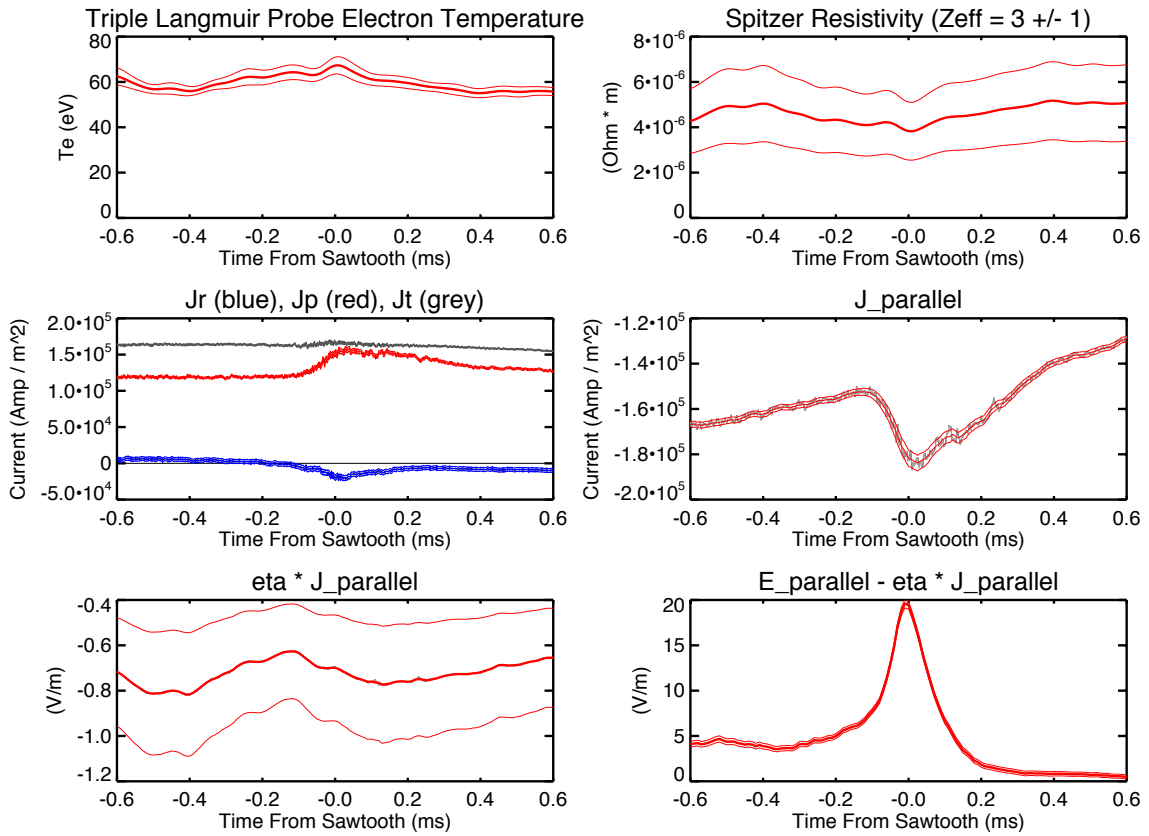 Triple Langmuir Probe Electron Temperature
80
60
40
20
0
Te (eV)
-0.6 -0.4 -0.2 -0.0 0.2 0.4 0.6
Time From Sawtooth (ms)
Spitzer Resistivity (Zeff = 3 +/- 1)
8•10^-6
6•10^-6
4•10^-6
2•10^-6
0
(Ohm * m)
-0.6 -0.4 -0.2 0.0 0.2 0.4 0.6
Time From Sawtooth (ms)
Jr (blue), Jp (red), Jt (grey)
2.0•10^5
1.5•10^5
1.0•10^5
5.0•10^4
0
-5.0•10^4
Current (Amp / m^2)
-0.6 -0.4 -0.2 -0.0 0.2 0.4 0.6
Time From Sawtooth (ms)
J_parallel
-1.2•10^5
-1.4•10^5
-1.6•10^5
-1.8•10^5
-2.0•10^5
Current (Amp / m^2)
-0.6 -0.4 -0.2 -0.0 0.2 0.4 0.6
Time From Sawtooth (ms)
eta * J_parallel
-0.4
-0.6
-0.8
-1.0
-1.2
(V/m)
-0.6 -0.4 -0.2 -0.0 0.2 0.4 0.6
Time From Sawtooth (ms)
E_parallel - eta * J_parallel
20
15
10
5
0
(V/m)
-0.6 -0.4 -0.2 -0.0 0.2 0.4 0.6
Time From Sawtooth (ms)